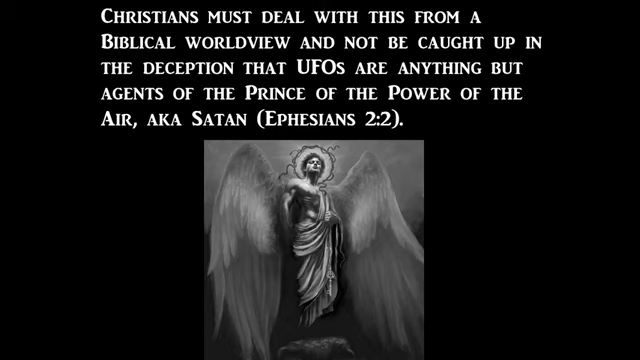 Christians must deal with this from a
Biblical worldview and not be caught up in
the deception that UFOs are anything but
agents of the Prince of the Power of the
Air, aka Satan (Ephesians 2:2).